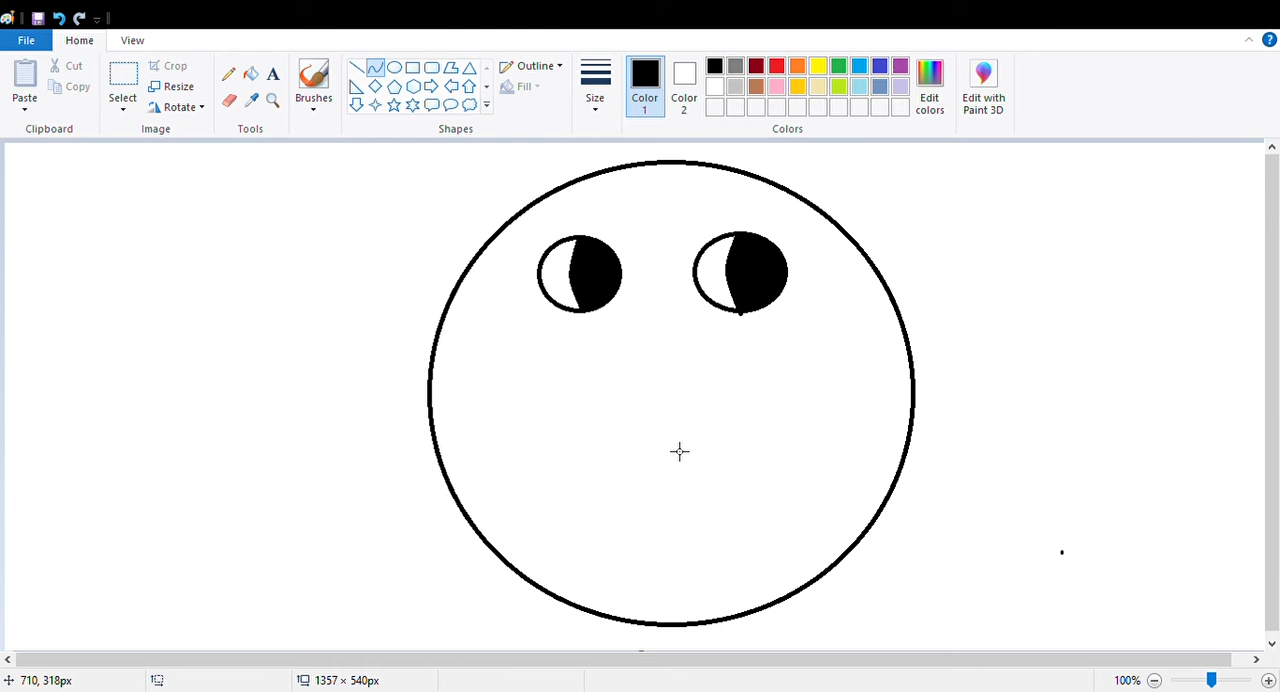 File Home View
Cut
Copy
Paste
Clipboard
Select
Crop
Resize
Rotate
Image
A
Tools
Brushes
Outline
Fill
Shapes
Size
Color 1
Color 2
Edit colors
Colors
Edit with Paint 3D
?
710, 318px 1357 × 540px 100%